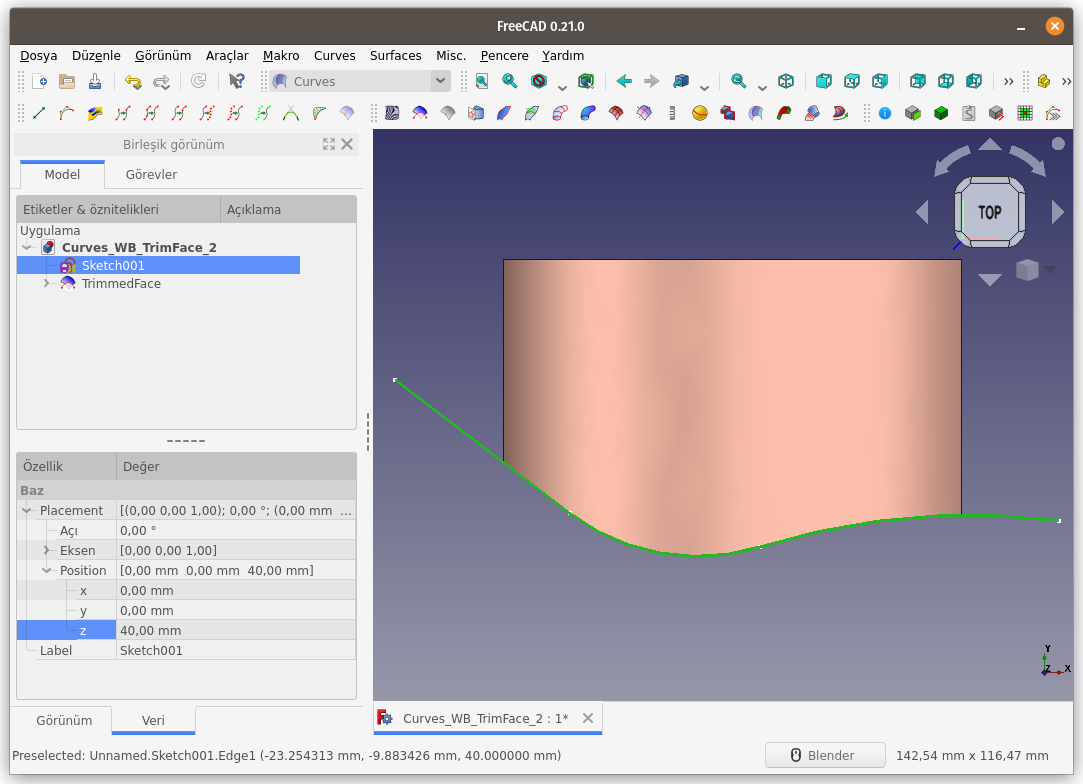 FreeCAD 0.21.0
Dosya Düzenle Görünüm Araçlar Makro Curves Surfaces Misc. Pencere Yardım
Curves
Birleşik görünüm
Model Görevler
Etiketler & öznitelikleri Açıklama
Uygulama
Curves_WB_TrimFace_2
Sketch001
TrimmedFace
TOP
Özellik Değer
Baz
Placement [(0,00 0,00 1,00); 0,00 °; (0,00 mm ...
Açı 0,00 °
Eksen [0,00 0,00 1,00]
Position [0,00 mm 0,00 mm 40,00 mm]
x 0,00 mm
y 0,00 mm
z 40,00 mm
Label Sketch001
Y
Z X
Görünüm Veri
Curves_WB_TrimFace_2 : 1*
Preselected: Unnamed.Sketch001.Edge1 (-23.254313 mm, -9.883426 mm, 40.000000 mm)
Blender 142,54 mm x 116,47 mm